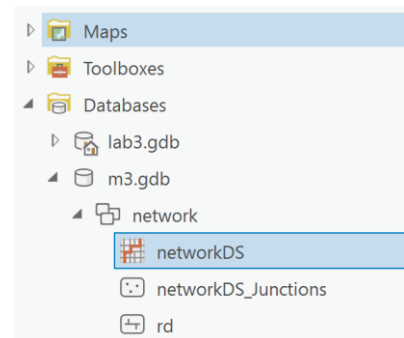 Maps
Toolboxes
Databases
lab3.gdb
m3.gdb
network
networkDS
networkDS_Junctions
rd